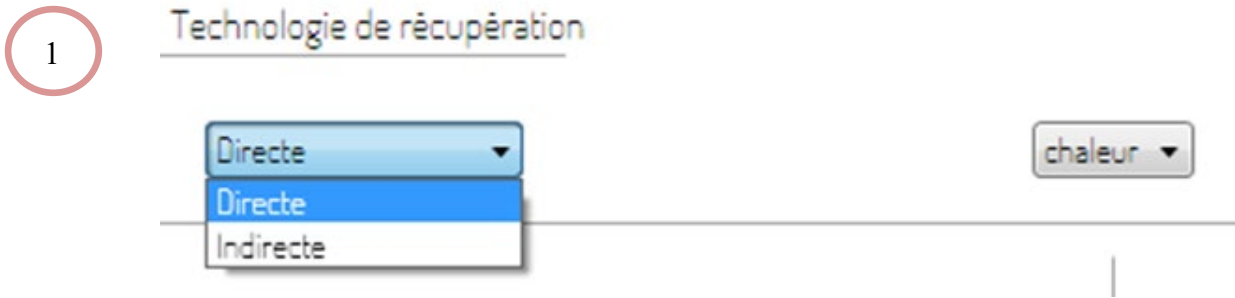 1
Technologie de récupération
Directe
chaleur
Directe
Indirecte